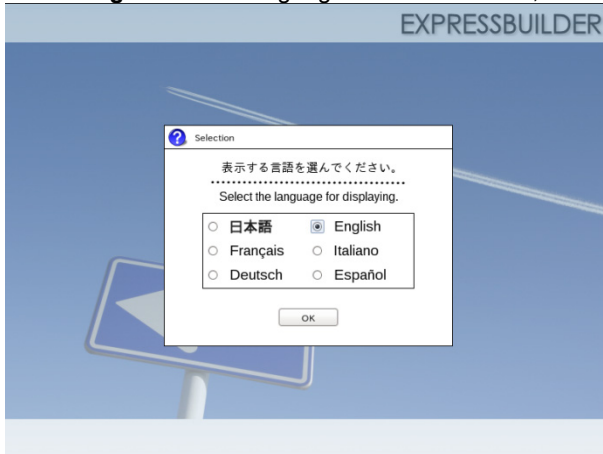 EXPRESSBUILDER
Selection
表示する言語を選んでください。
Select the language for displaying.
日本語 English
Français Italiano
Deutsch Español
OK